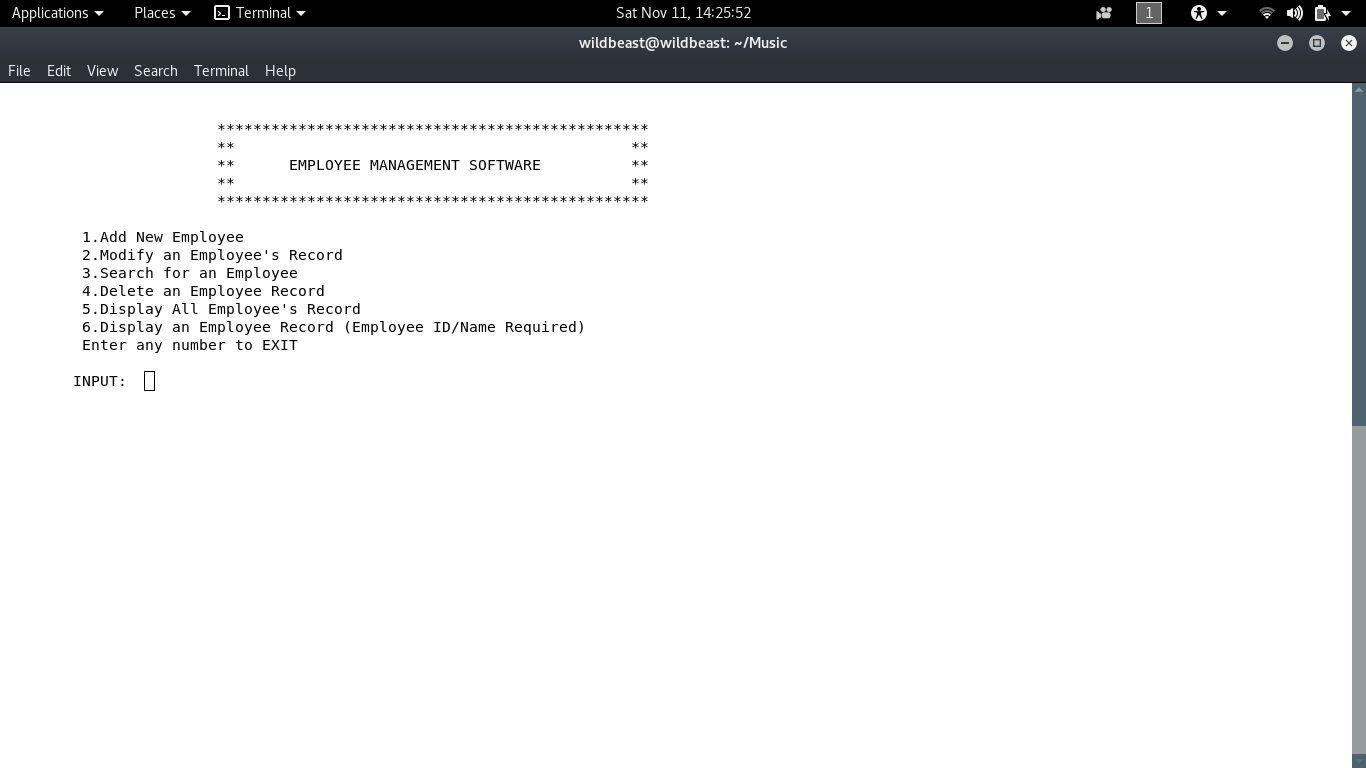 Applications Places Terminal Sat Nov 11, 14:25:52 1
wildbeast@wildbeast: ~/Music
File Edit View Search Terminal Help
************************************************
** **
** EMPLOYEE MANAGEMENT SOFTWARE **
** **
************************************************
1.Add New Employee
2.Modify an Employee's Record
3.Search for an Employee
4.Delete an Employee Record
5.Display All Employee's Record
6.Display an Employee Record (Employee ID/Name Required)
Enter any number to EXIT
INPUT: